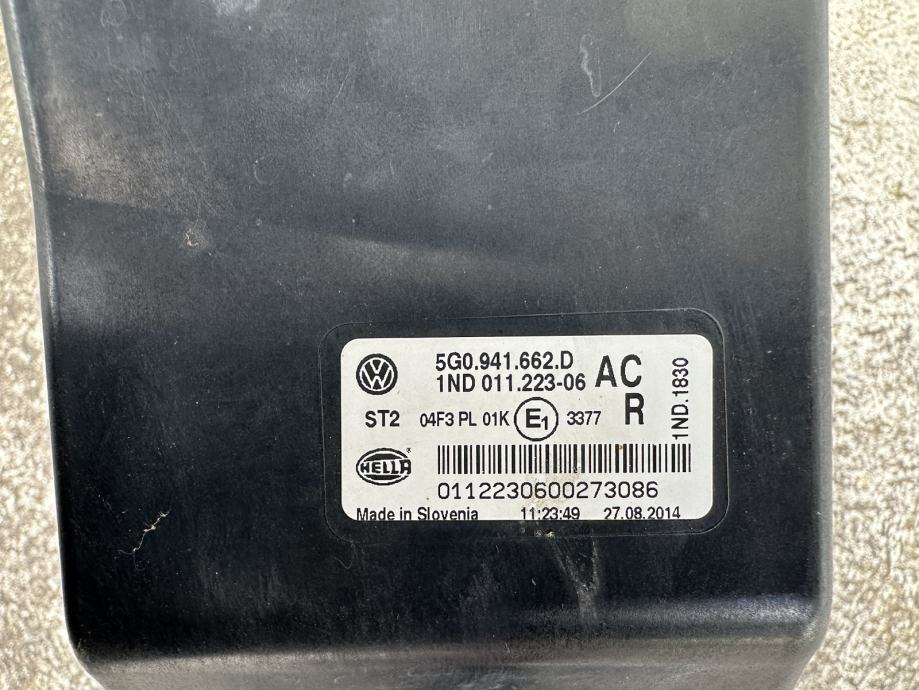 5G0.941.662.D
1ND 011.223-06 AC
ST2 04F3 PL 01K E1 3377 R
1ND.1830
HELLA®
0112230600273086
Made in Slovenia 11:23:49 27.08.2014